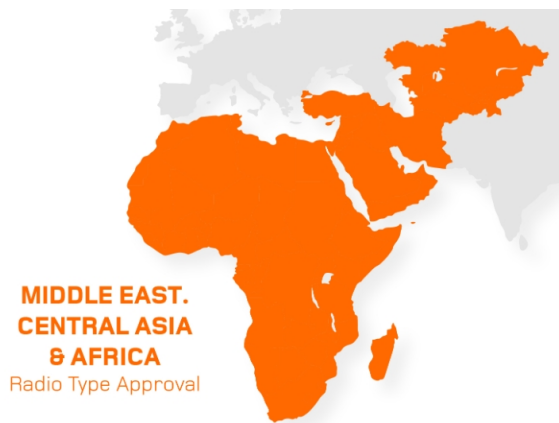 MIDDLE EAST.
CENTRAL ASIA
& AFRICA
Radio Type Approval